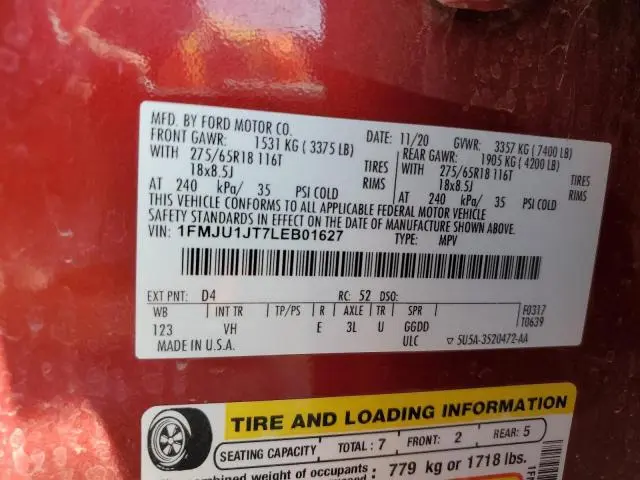 MFD. BY FORD MOTOR CO.
DATE: 11/20 GVWR: 3357 KG ( 7400 LB)
FRONT GAWR: 1531 KG ( 3375 LB) REAR GAWR: 1905 KG ( 4200 LB)
WITH 275/65R18 116T TIRES WITH 275/65R18 116T TIRES
18x8.5J RIMS 18x8.5J RIMS
AT 240 kPa/ 35 PSI COLD AT 240 kPa/ 35 PSI COLD
THIS VEHICLE CONFORMS TO ALL APPLICABLE FEDERAL MOTOR VEHICLE
SAFETY STANDARDS IN EFFECT ON THE DATE OF MANUFACTURE SHOWN ABOVE.
VIN: 1FMJU1JT7LEB01627 TYPE: MPV
EXT PNT: D4 RC: 52 DSO:
WB INT TR TP/PS R AXLE TR SPR
123 VH E 3L U GGDD
F0317
T0639
MADE IN U.S.A. ULC 5U5A-3520472-AA
TIRE AND LOADING INFORMATION
SEATING CAPACITY TOTAL : 7 FRONT: 2 REAR: 5
combined weight of occupants 779 kg or 1718 lbs.